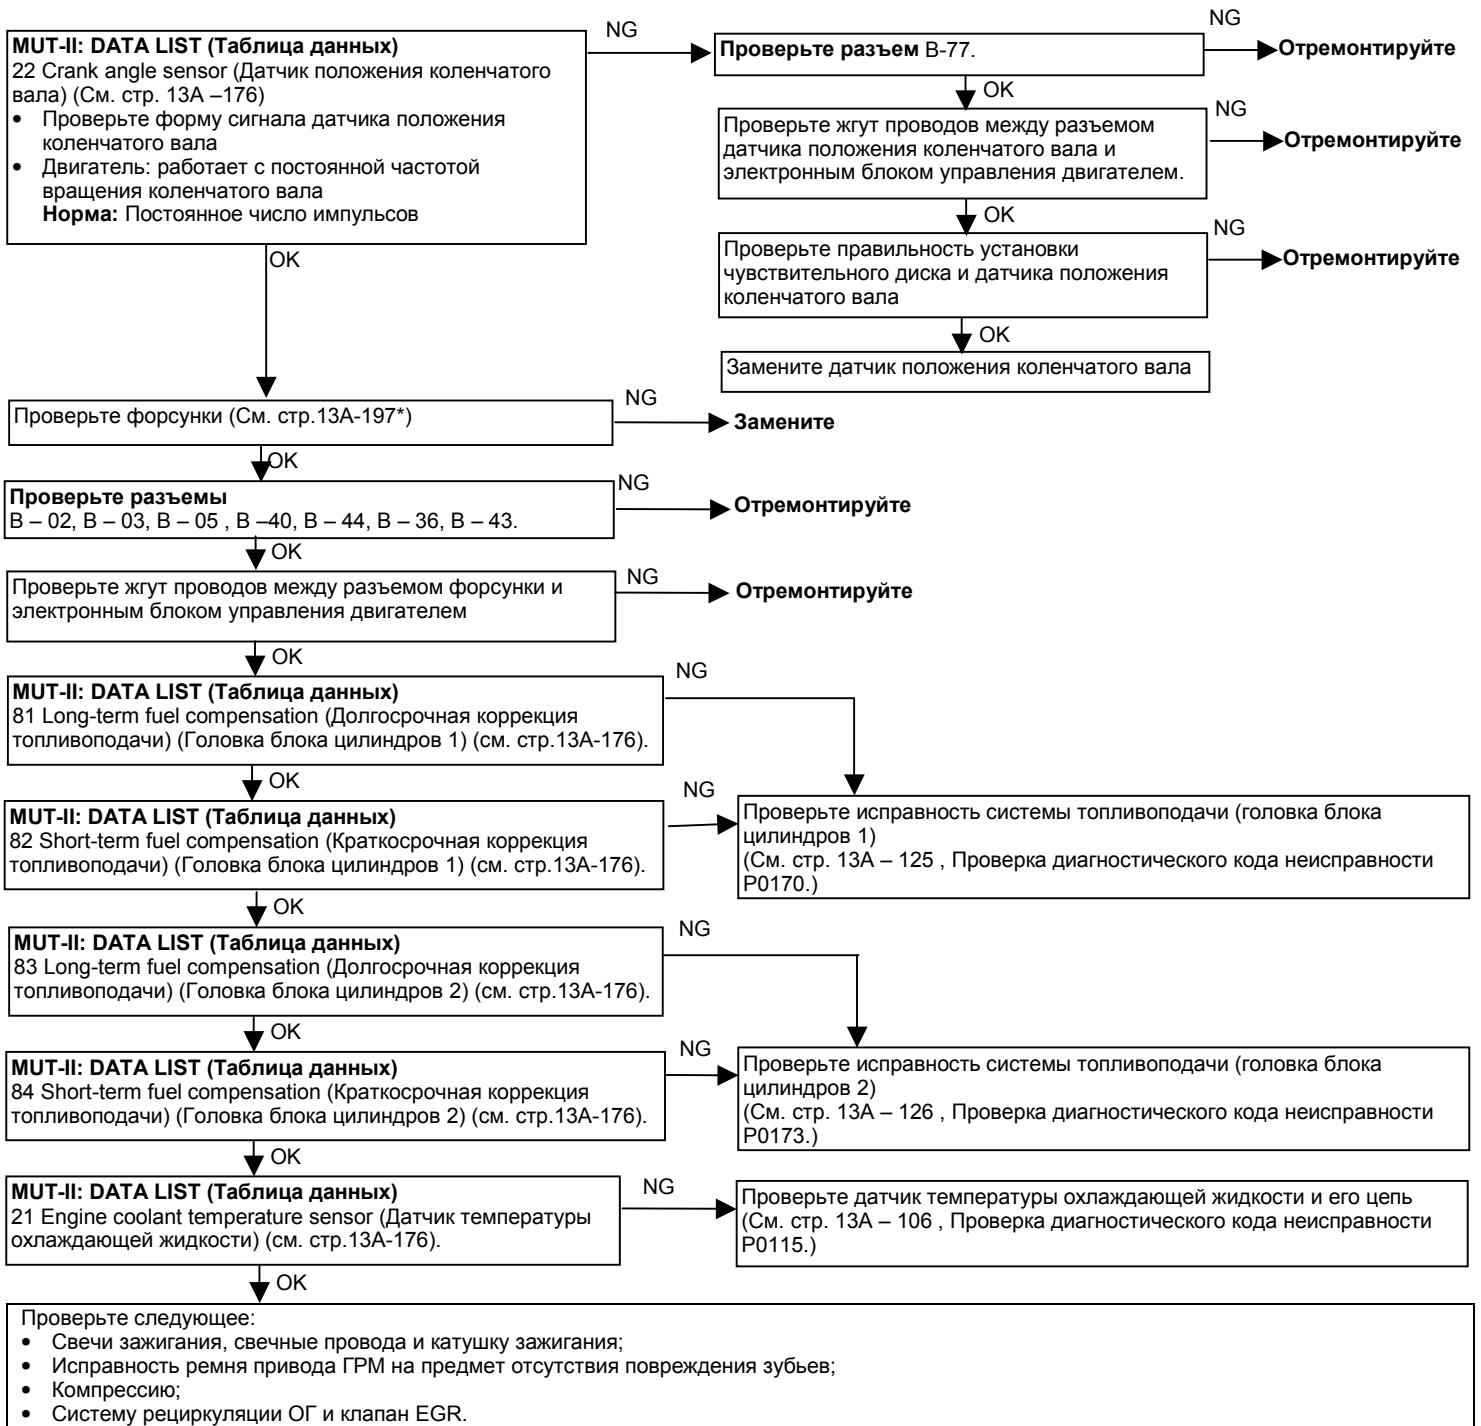 MUT-II: DATA LIST (Таблица данных)
22 Crank angle sensor (Датчик положения коленчатого
вала) (См. стр. 13А –176)
• Проверьте форму сигнала датчика положения
коленчатого вала
• Двигатель: работает с постоянной частотой
вращения коленчатого вала
Норма: Постоянное число импульсов
NG
Проверьте разъем В-77.
NG
Отремонтируйте
OK
Проверьте жгут проводов между разъемом
датчика положения коленчатого вала и
электронным блоком управления двигателем.
NG
Отремонтируйте
OK
Проверьте правильность установки
чувствительного диска и датчика положения
коленчатого вала
NG
Отремонтируйте
OK
Замените датчик положения коленчатого вала
OK
Проверьте форсунки (См. стр.13А-197*)
NG
Замените
OK
Проверьте разъемы
В – 02, В – 03, В – 05 , В –40, В – 44, В – 36, В – 43.
NG
Отремонтируйте
OK
Проверьте жгут проводов между разъемом форсунки и
электронным блоком управления двигателем
NG
Отремонтируйте
OK
MUT-II: DATA LIST (Таблица данных)
81 Long-term fuel compensation (Долгосрочная коррекция
топливоподачи) (Головка блока цилиндров 1) (см. стр.13А-176).
NG
OK
MUT-II: DATA LIST (Таблица данных)
82 Short-term fuel compensation (Краткосрочная коррекция
топливоподачи) (Головка блока цилиндров 1) (см. стр.13А-176).
NG
Проверьте исправность системы топливоподачи (головка блока
цилиндров 1)
(См. стр. 13А – 125 , Проверка диагностического кода неисправности
Р0170.)
OK
MUT-II: DATA LIST (Таблица данных)
83 Long-term fuel compensation (Долгосрочная коррекция
топливоподачи) (Головка блока цилиндров 2) (см. стр.13А-176).
NG
OK
MUT-II: DATA LIST (Таблица данных)
84 Short-term fuel compensation (Краткосрочная коррекция
топливоподачи) (Головка блока цилиндров 2) (см. стр.13А-176).
NG
Проверьте исправность системы топливоподачи (головка блока
цилиндров 2)
(См. стр. 13А – 126 , Проверка диагностического кода неисправности
Р0173.)
OK
MUT-II: DATA LIST (Таблица данных)
21 Engine coolant temperature sensor (Датчик температуры
охлаждающей жидкости) (см. стр.13А-176).
NG
Проверьте датчик температуры охлаждающей жидкости и его цепь
(См. стр. 13А – 106 , Проверка диагностического кода неисправности
Р0115.)
OK
Проверьте следующее:
• Свечи зажигания, свечные провода и катушку зажигания;
• Исправность ремня привода ГРМ на предмет отсутствия повреждения зубьев;
• Компрессию;
• Систему рециркуляции ОГ и клапан EGR.